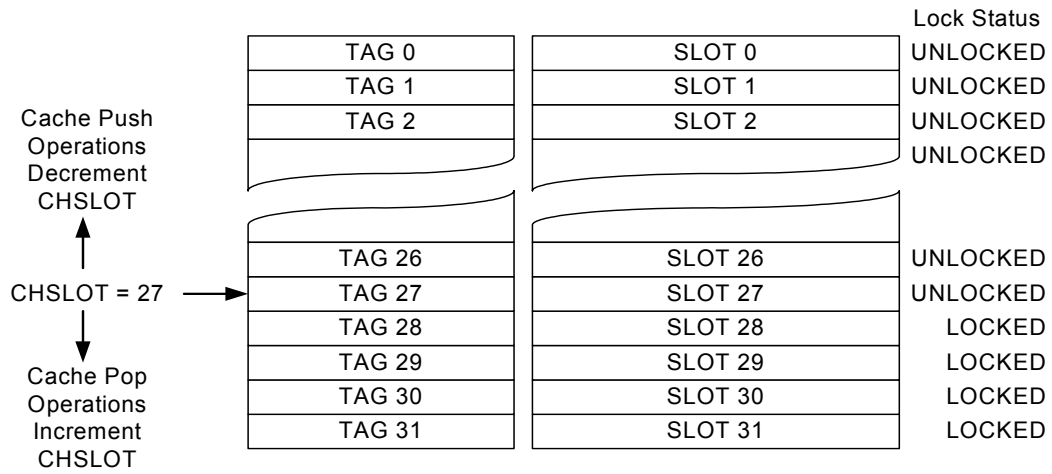 Lock Status
TAG 0 SLOT 0 UNLOCKED
TAG 1 SLOT 1 UNLOCKED
TAG 2 SLOT 2 UNLOCKED
UNLOCKED
Cache Push
Operations
Decrement
CHSLOT
TAG 26 SLOT 26 UNLOCKED
CHSLOT = 27 TAG 27 SLOT 27 UNLOCKED
TAG 28 SLOT 28 LOCKED
TAG 29 SLOT 29 LOCKED
TAG 30 SLOT 30 LOCKED
TAG 31 SLOT 31 LOCKED
Cache Pop
Operations
Increment
CHSLOT